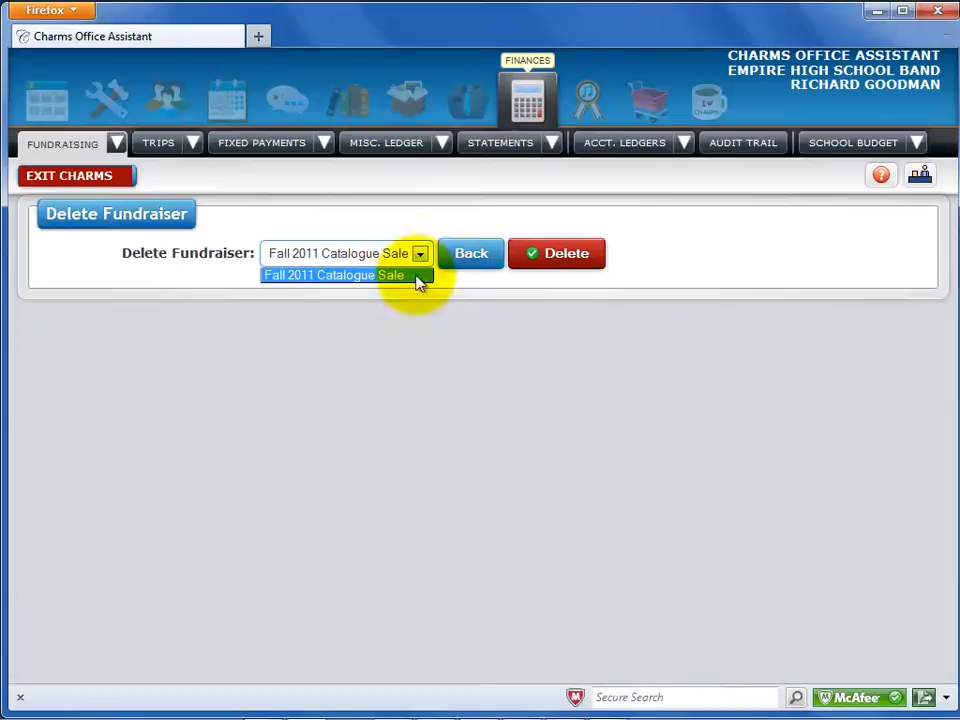 Firefox
Charms Office Assistant
FINANCES
CHARMS OFFICE ASSISTANT
EMPIRE HIGH SCHOOL BAND
RICHARD GOODMAN
FUNDRAISING TRIPS FIXED PAYMENTS MISC. LEDGER STATEMENTS ACCT. LEDGERS AUDIT TRAIL SCHOOL BUDGET
EXIT CHARMS
Delete Fundraiser
Delete Fundraiser: Fall 2011 Catalogue Sale Back Delete
Fall 2011 Catalogue Sale
Secure Search McAfee